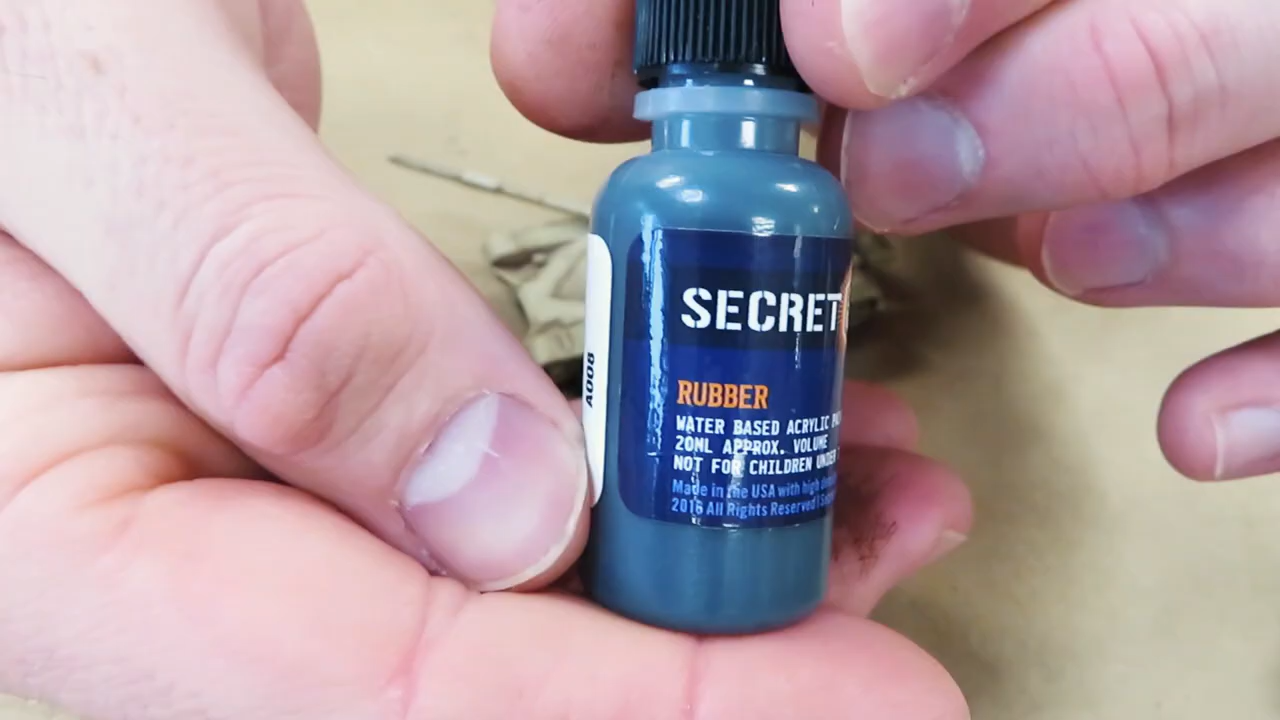 SECRET
RUBBER
WATER BASED ACRYLIC
20ML APPROX. VOLUME
NOT FOR CHILDREN UNDER
Made in the USA with high
2016 All Rights Reserved |
A008